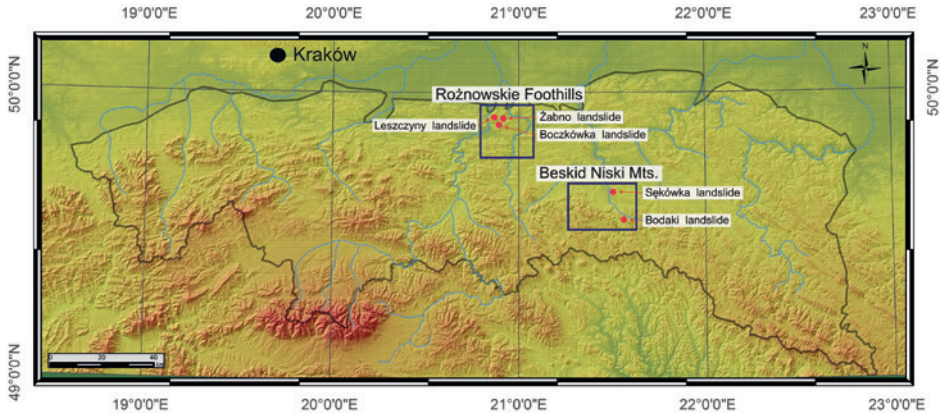 19°0'0"E 20°0'0"E 21°0'0"E 22°0'0"E 23°0'0"E
50°0'0"N
50°0'0"N
N
Kraków
Rożnowskie Foothills
Leszczyny landslide
Żabno landslide
Boczkówka landslide
Beskid Niski Mts.
Sękówka landslide
Bodaki landslide
49°0'0"N
0 20 40
19°0'0"E 20°0'0"E 21°0'0"E 22°0'0"E 23°0'0"E